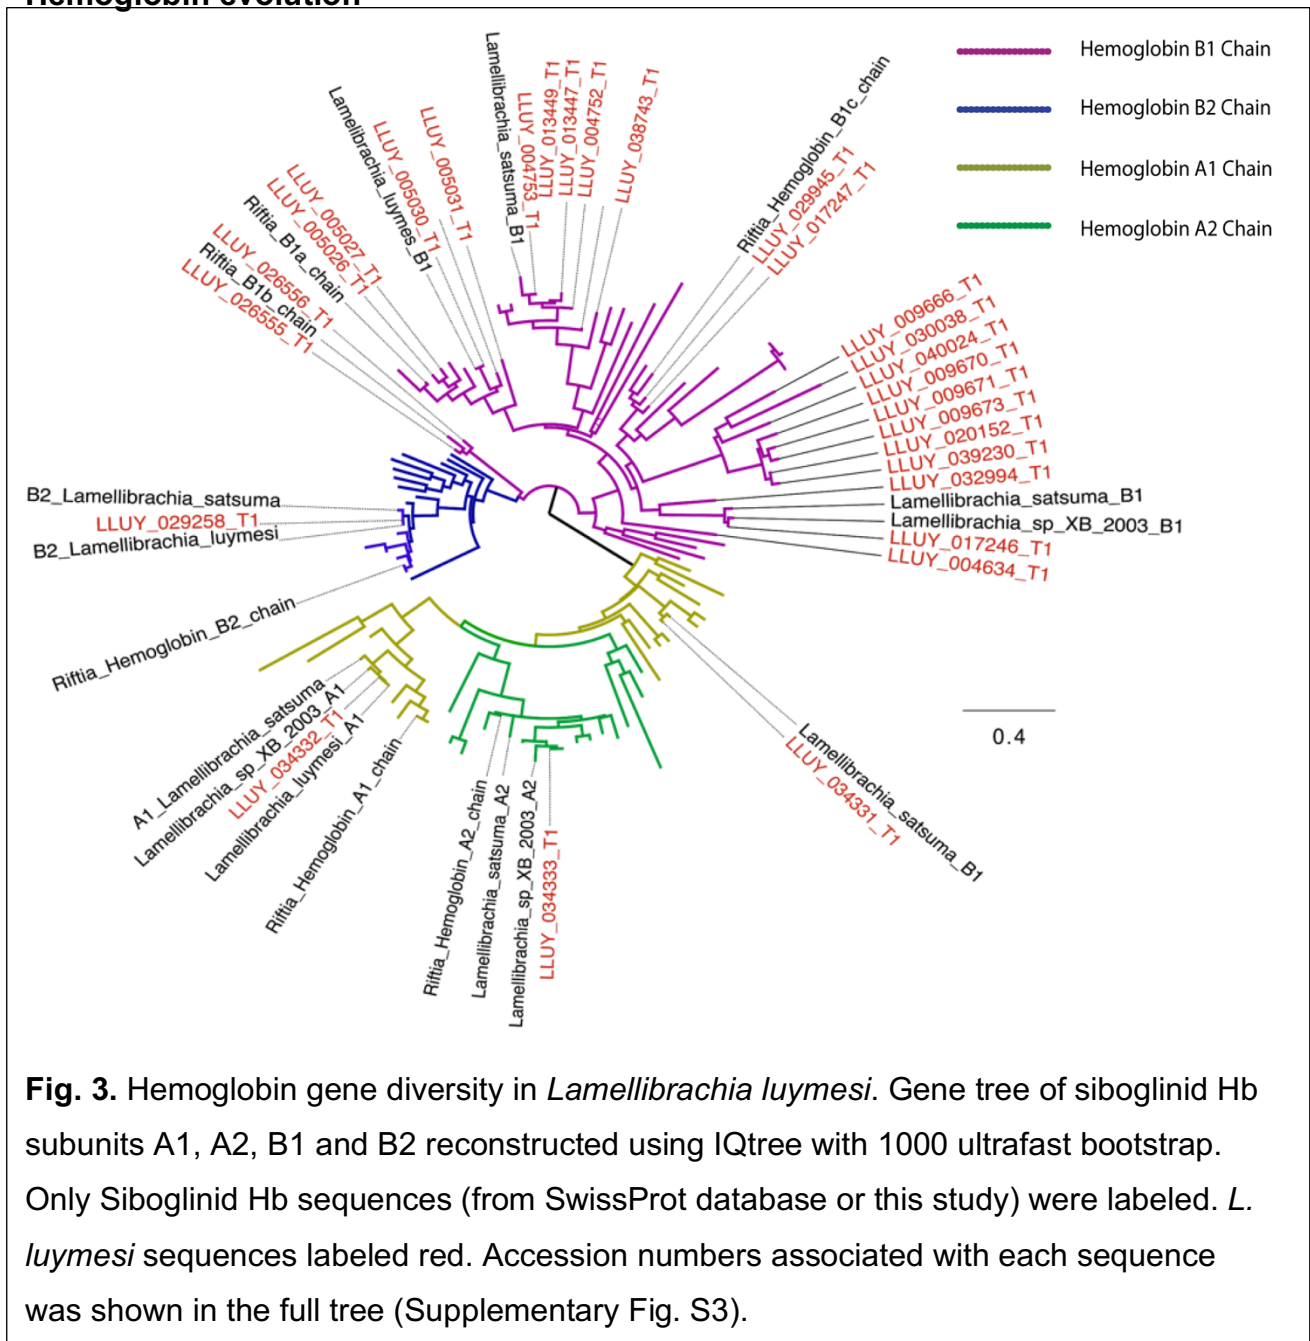 Hemoglobin evolution
Hemoglobin B1 Chain
Hemoglobin B2 Chain
Hemoglobin A1 Chain
Hemoglobin A2 Chain
LLUY_026555_T1
Riftia_B1b_chain
LLUY_026556_T1
Riftia_B1a_chain
LLUY_005026_T1
LLUY_005027_T1
Lamelibrachia_luymes_B1
LLUY_005030_T1
LLUY_005031_T1
Lamellibrachia_satsuma_B1
LLUY_004753_T1
LLUY_013449_T1
LLUY_013447_T1
LLUY_004752_T1
LLUY_038743_T1
Riftia_Hemoglobin_B1c_chain
LLUY_029945_T1
LLUY_017247_T1
LLUY_009666_T1
LLUY_030038_T1
LLUY_040024_T1
LLUY_009670_T1
LLUY_009671_T1
LLUY_009673_T1
LLUY_020152_T1
LLUY_039230_T1
LLUY_032994_T1
Lamellibrachia_satsuma_B1
Lamellibrachia_sp_XB_2003_B1
LLUY_017246_T1
LLUY_004634_T1
Lamellibrachia_satsuma_B1
LLUY_034331_T1
0.4
LLUY_034333_T1
Lamellibrachia_sp_XB_2003_A2
Lamellibrachia_satsuma_A2
Riftia_Hemoglobin_A2_chain
Riftia_Hemoglobin_A1_chain
Lamellibrachia_luymesi_A1
LLUY_034332_T1
Lamellibrachia_sp_XB_2003_A1
A1_Lamellibrachia_satsuma
Riftia_Hemoglobin_B2_chain
B2_Lamellibrachia_luymesi
LLUY_029258_T1
B2_Lamellibrachia_satsuma
Fig. 3. Hemoglobin gene diversity in Lamellibrachia luymesi. Gene tree of siboglinid Hb
subunits A1, A2, B1 and B2 reconstructed using IQtree with 1000 ultrafast bootstrap.
Only Siboglinid Hb sequences (from SwissProt database or this study) were labeled. L.
luymesi sequences labeled red. Accession numbers associated with each sequence
was shown in the full tree (Supplementary Fig. S3).